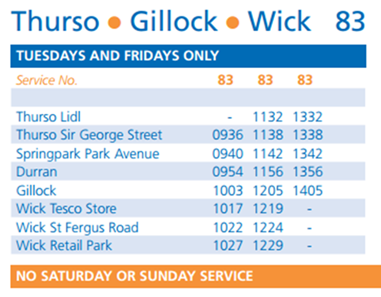 Thurso ● Gillock ● Wick 83
TUESDAYS AND FRIDAYS ONLY
Service No. 83 83 83
Thurso Lidl - 1132 1332
Thurso Sir George Street 0936 1138 1338
Springpark Park Avenue 0940 1142 1342
Durran 0954 1156 1356
Gillock 1003 1205 1405
Wick Tesco Store 1017 1219 -
Wick St Fergus Road 1022 1224 -
Wick Retail Park 1027 1229 -
NO SATURDAY OR SUNDAY SERVICE